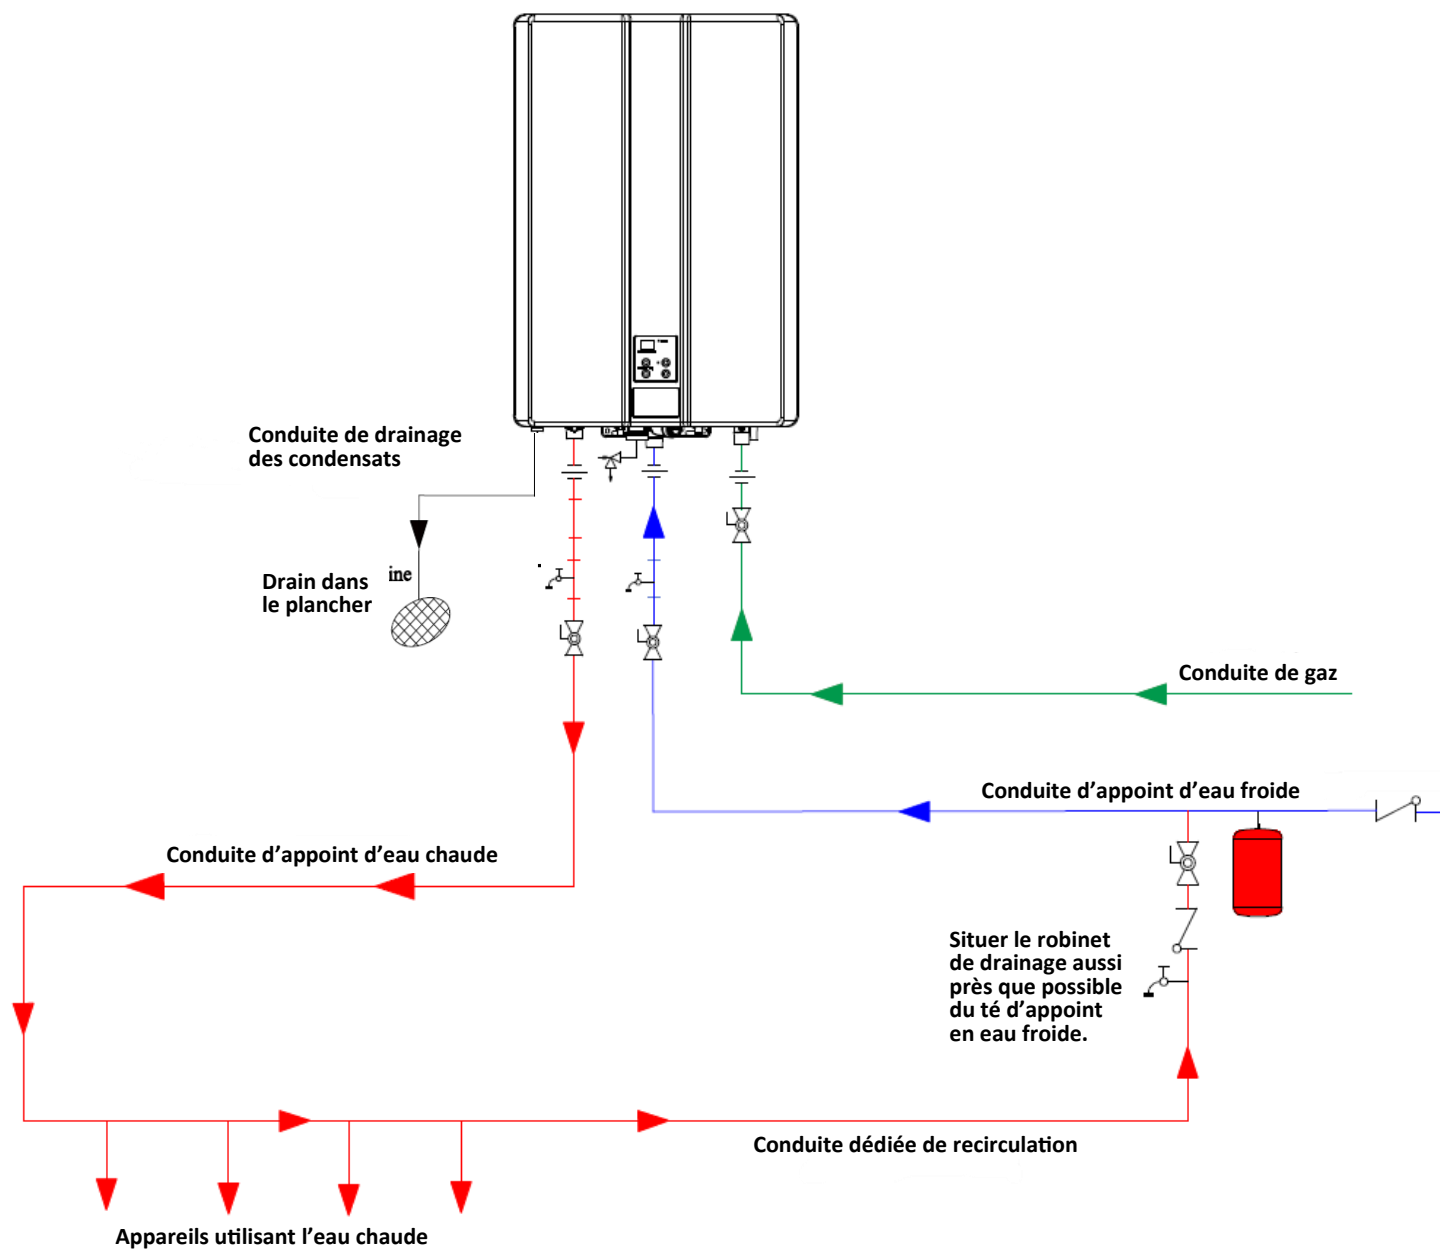 Conduite de drainage
des condensats
Drain dans
le plancher
ine
Conduite de gaz
Conduite d’appoint d’eau froide
Conduite d’appoint d’eau chaude
Situer le robinet
de drainage aussi
près que possible
du té d’appoint
en eau froide.
Conduite dédiée de recirculation
Appareils utilisant l’eau chaude